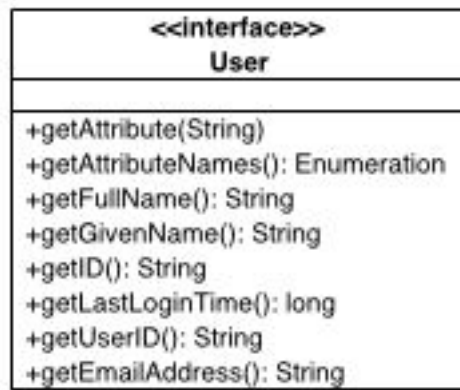 <<interface>>
User
+getAttribute(String)
+getAttributeNames(): Enumeration
+getFullName(): String
+getGivenName(): String
+getID(): String
+getLastLoginTime(): long
+getUserID(): String
+getEmailAddress(): String